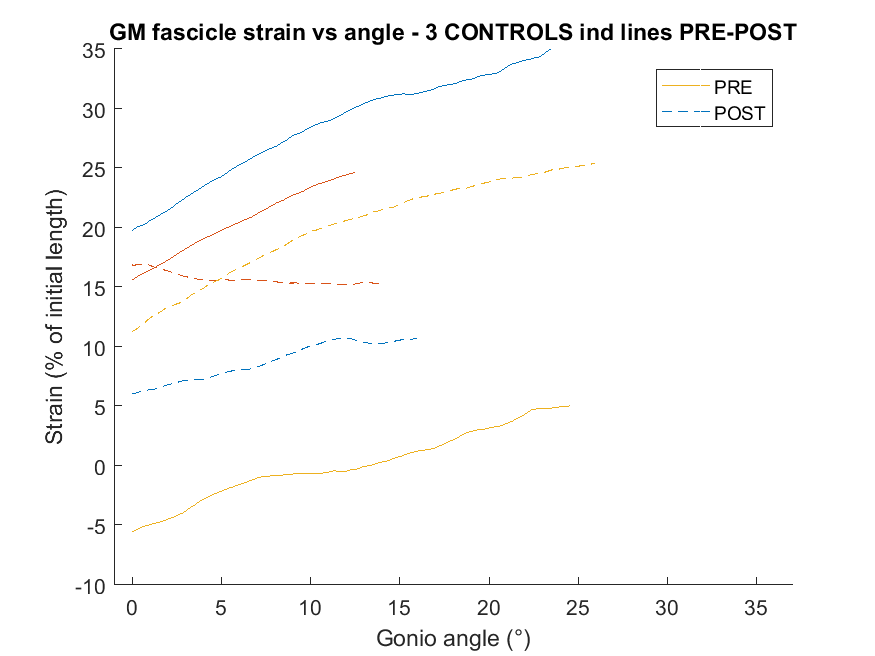 GM fascicle strain vs angle - 3 CONTROLS ind lines PRE-POST
PRE
POST
Strain (% of initial length)
35
30
25
20
15
10
5
0
-5
-10
0 5 10 15 20 25 30 35
Gonio angle (°)